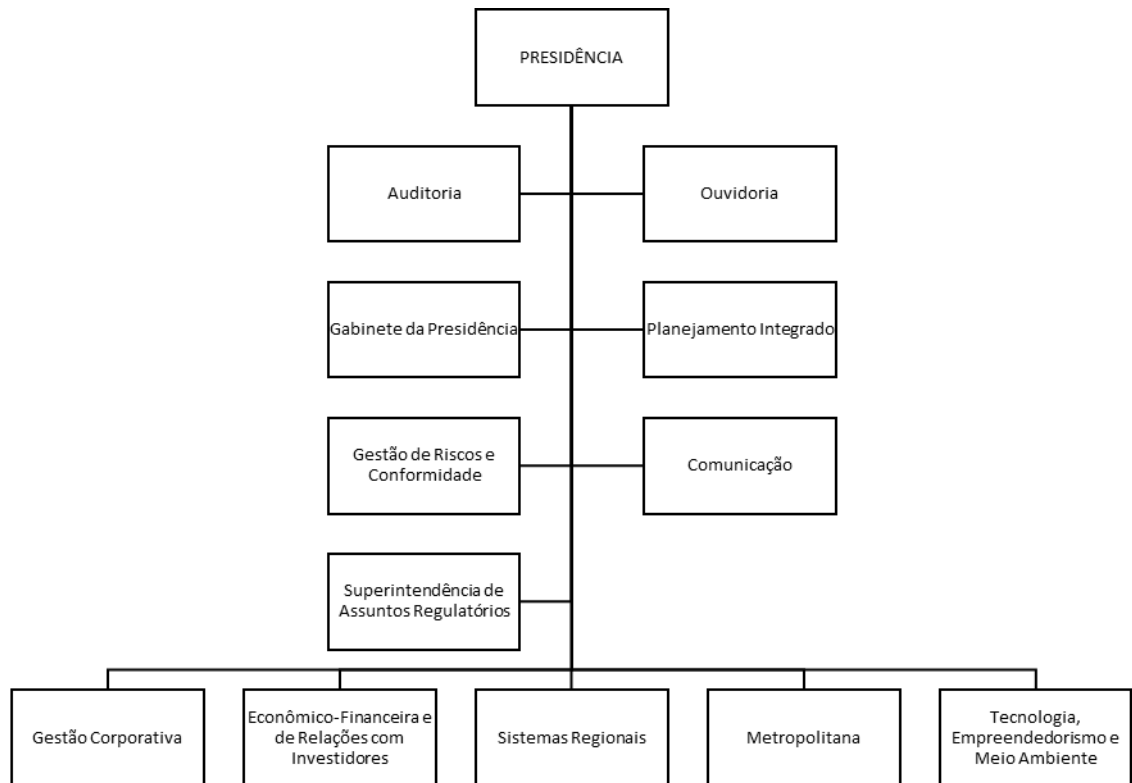 PRESIDÊNCIA
Auditoria
Ouvidoria
Gabinete da Presidência
Planejamento Integrado
Gestão de Riscos e
Conformidade
Comunicação
Superintendência de
Assuntos Regulatórios
Gestão Corporativa
Econômico-Financeira e
de Relações com
Investidores
Sistemas Regionais
Metropolitana
Tecnologia,
Empreendedorismo e
Meio Ambiente